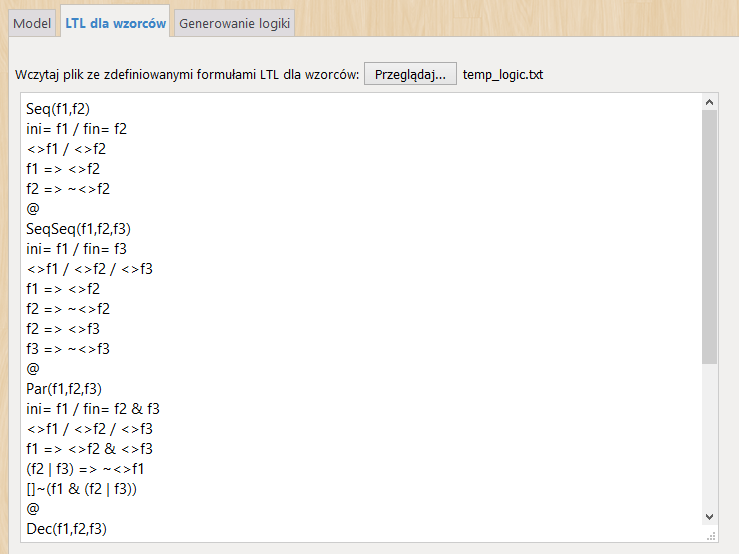 Model LTL dla wzorców Generowanie logiki
Wczytaj plik ze zdefiniowanymi formułami LTL dla wzorców: Przeglądaj... temp_logic.txt
Seq(f1,f2)
ini= f1 / fin= f2
<>f1 / <>f2
f1 => <>f2
f2 => ~<>f2
@
SeqSeq(f1,f2,f3)
ini= f1 / fin= f3
<>f1 / <>f2 / <>f3
f1 => <>f2
f2 => ~<>f2
f2 => <>f3
f3 => ~<>f3
@
Par(f1,f2,f3)
ini= f1 / fin= f2 & f3
<>f1 / <>f2 / <>f3
f1 => <>f2 & <>f3
(f2 | f3) => ~<>f1
[]~(f1 & (f2 | f3))
@
Dec(f1,f2,f3)